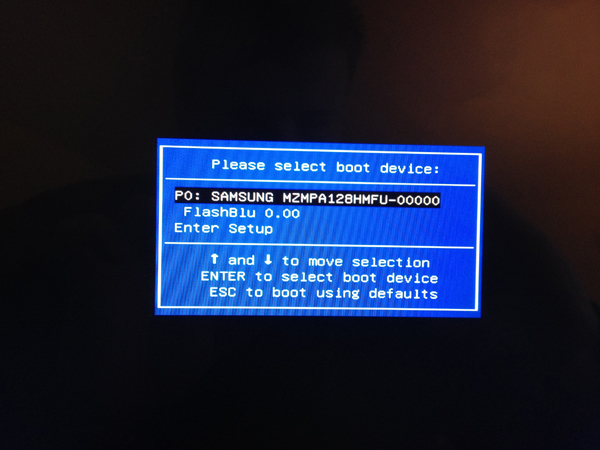 Please select boot device:
P0: SAMSUNG MZMPA128HMFU-00000
FlashBlu 0.00
Enter Setup
↑ and ↓ to move selection
ENTER to select boot device
ESC to boot using defaults